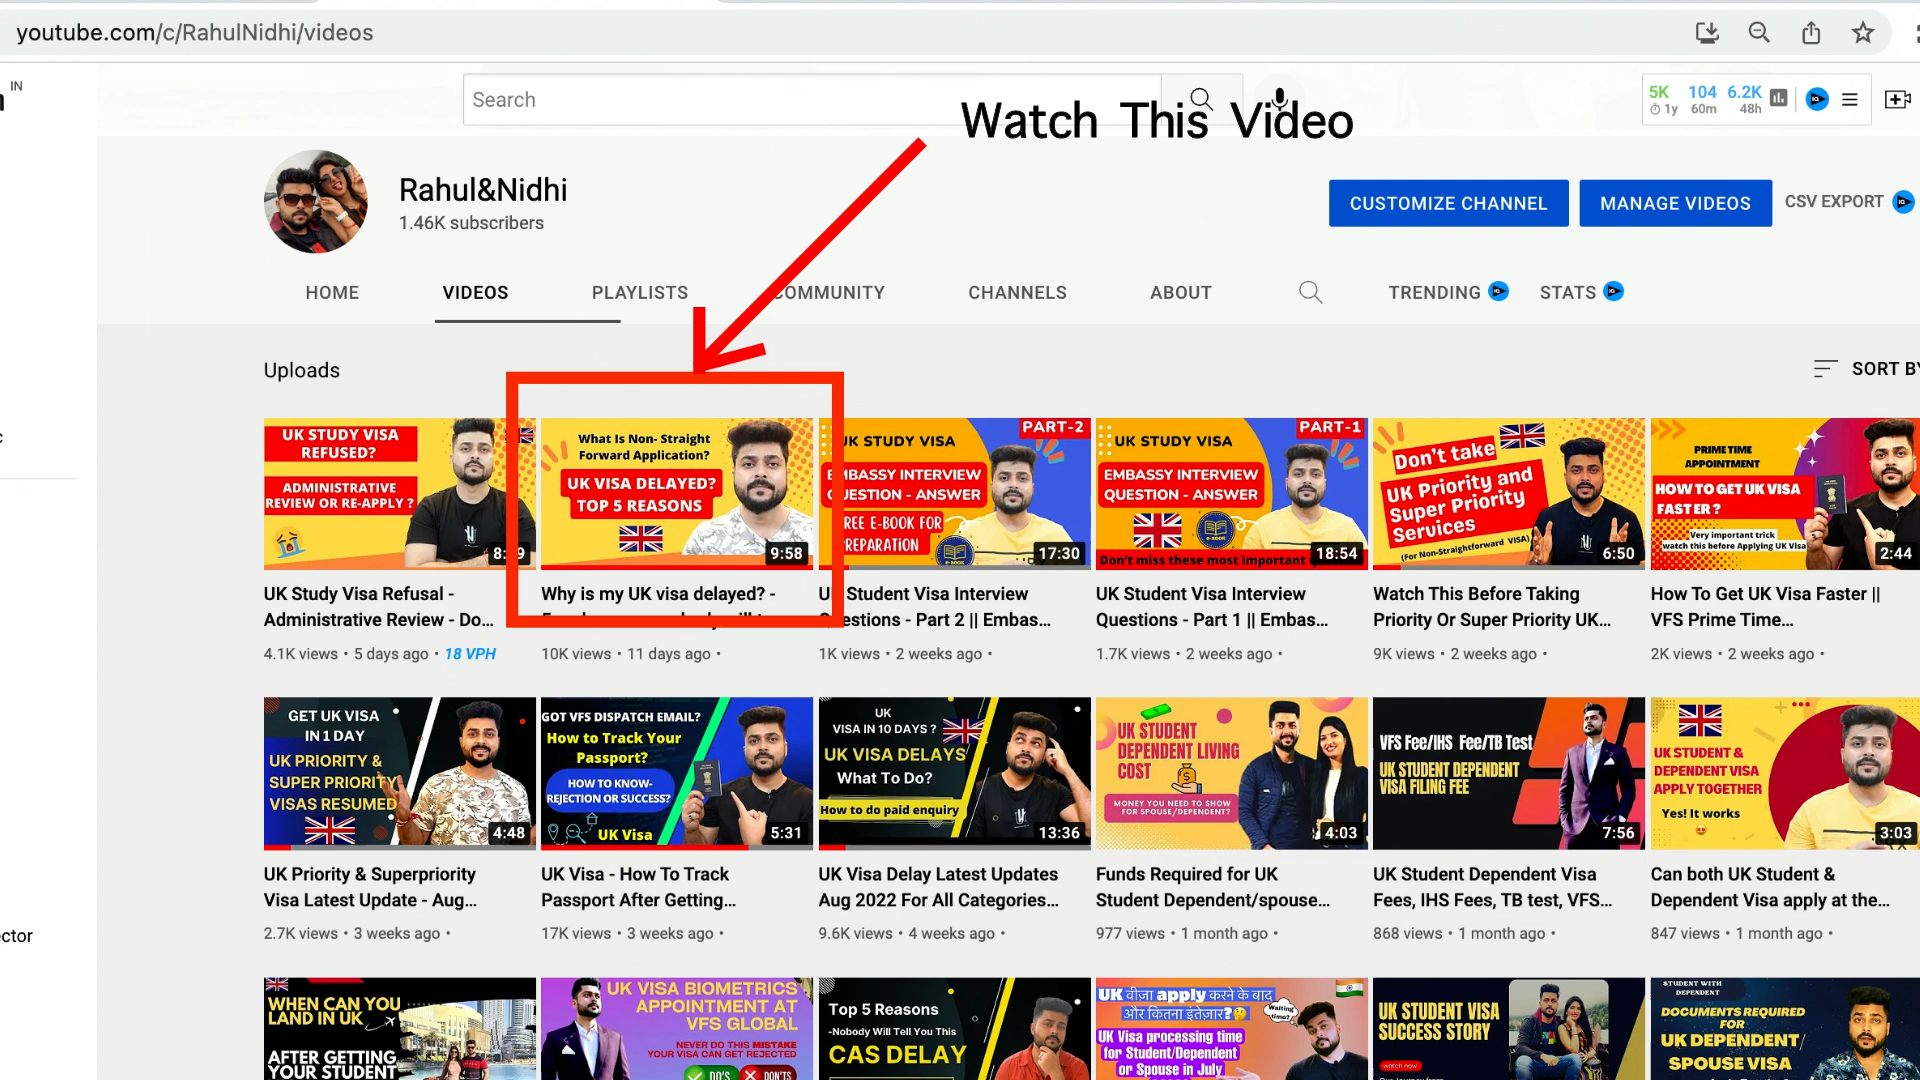 youtube.com/c/RahulNidhi/videos
IN
Search
Watch This Video
5K 104 6.2K
1y 60m 48h
Rahul&Nidhi
1.46K subscribers
CUSTOMIZE CHANNEL
MANAGE VIDEOS
CSV EXPORT
HOME
VIDEOS
PLAYLISTS
COMMUNITY
CHANNELS
ABOUT
TRENDING
STATS
Uploads
SORT BY
UK STUDY VISA
REFUSED?
ADMINISTRATIVE
REVIEW OR RE-APPLY ?
UK Study Visa Refusal -
Administrative Review - Do...
4.1K views • 5 days ago • 18 VPH
What Is Non- Straight
Forward Application?
UK VISA DELAYED?
TOP 5 REASONS
9:58
Why is my UK visa delayed? -
10K views • 11 days ago •
PART-2
UK STUDY VISA
EMBASSY INTERVIEW
QUESTION - ANSWER
FREE E-BOOK FOR
PREPARATION
E-BOOK
17:30
UK Student Visa Interview
Questions - Part 2 || Embas...
1K views • 2 weeks ago •
PART-1
UK STUDY VISA
EMBASSY INTERVIEW
QUESTION - ANSWER
E-BOOK
Don't miss these most important
18:54
UK Student Visa Interview
Questions - Part 1 || Embas...
1.7K views • 2 weeks ago •
Don't take
UK Priority and
Super Priority
Services
(For Non-Straightforward VISA)
6:50
Watch This Before Taking
Priority Or Super Priority UK...
9K views • 2 weeks ago •
PRIME TIME
APPOINTMENT
HOW TO GET UK VISA
FAST ER ?
Very important trick
watch this before Applying UK Visa
2:44
How To Get UK Visa Faster ||
VFS Prime Time...
2K views • 2 weeks ago •
GET UK VISA
IN 1 DAY
UK PRIORITY &
SUPER PRIORITY
VISAS RESUMED
4:48
UK Priority & Superpriority
Visa Latest Update - Aug...
2.7K views • 3 weeks ago •
GOT VFS DISPATCH EMAIL?
How to Track Your
Passport?
HOW TO KNOW-
REJECTION OR SUCCESS?
UK Visa
5:31
UK Visa - How To Track
Passport After Getting...
17K views • 3 weeks ago •
UK
VISA IN 10 DAYS ?
UK VISA DELAYS
What To Do?
How to do paid enquiry
13:36
UK Visa Delay Latest Updates
Aug 2022 For All Categories...
9.6K views • 4 weeks ago •
UK STUDENT
DEPENDENT LIVING
COST
MONEY YOU NEED TO SHOW
FOR SPOUSE/DEPENDENT?
4:03
Funds Required for UK
Student Dependent/spouse...
977 views • 1 month ago •
VFS Fee/IHS Fee/TB Test
UK STUDENT DEPENDENT
VISA FILING FEE
7:56
UK Student Dependent Visa
Fees, IHS Fees, TB test, VFS...
868 views • 1 month ago •
UK STUDENT &
DEPENDENT VISA
APPLY TOGETHER
Yes! It works
3:03
Can both UK Student &
Dependent Visa apply at the...
847 views • 1 month ago •
ector
WHEN CAN YOU
LAND IN UK
AFTER GETTING
YOUR STUDENT
UK VISA BIOMETRICS
APPOINTMENT AT
VFS GLOBAL
NEVER DO THIS MISTAKE
YOUR VISA CAN GET REJECTED
DO'S
DON'TS
Top 5 Reasons
-Nobody Will Tell You This
CAS DELAY
UK वीज़ा apply करने के बाद
और कितना इंतेज़ार?
Waiting
time?
UK Visa processing time
for Student/Dependent
or Spouse in July
UK STUDENT VISA
SUCCESS STORY
watch now
STUDENT WITH
DEPENDENT
DOCUMENTS REQUIRED
FOR
UK DEPENDENT/
SPOUSE VISA